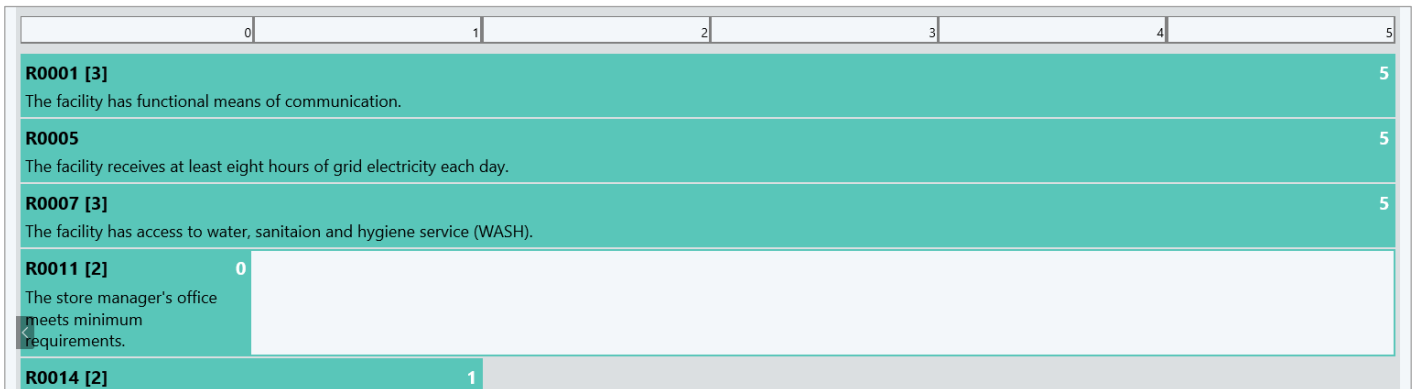 0 1 2 3 4 5
R0001 [3] 5
The facility has functional means of communication.
R0005 5
The facility receives at least eight hours of grid electricity each day.
R0007 [3] 5
The facility has access to water, sanitaion and hygiene service (WASH).
R0011 [2] 0
The store manager's office
meets minimum
requirements.
R0014 [2] 1